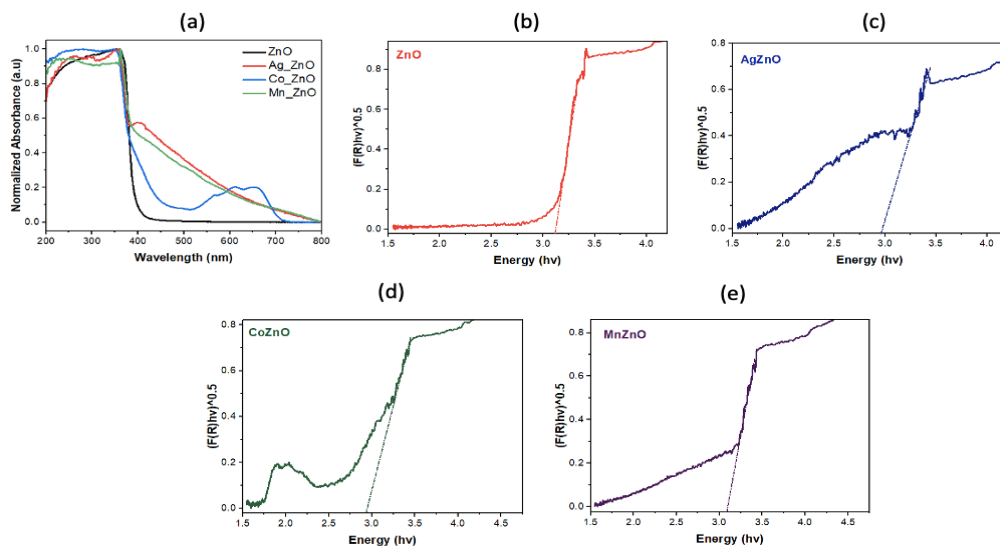 (a)
Normalized Absorbance (a.u)
1.0
0.8
0.6
0.4
0.2
0.0
200 300 400 500 600 700 800
Wavelength (nm)
ZnO
Ag_ZnO
Co_ZnO
Mn_ZnO
(b)
ZnO
(F(R)hv)^0.5
0.8
0.6
0.4
0.2
0.0
1.5 2.0 2.5 3.0 3.5 4.0
Energy (hv)
(c)
AgZnO
(F(R)hv)^0.5
0.8
0.6
0.4
0.2
0.0
1.5 2.0 2.5 3.0 3.5 4.0
Energy (hv)
(d)
CoZnO
(F(R)hv)^0.5
0.8
0.6
0.4
0.2
0.0
1.5 2.0 2.5 3.0 3.5 4.0 4.5
Energy (hv)
(e)
MnZnO
(F(R)hv)^0.5
0.8
0.6
0.4
0.2
0.0
1.5 2.0 2.5 3.0 3.5 4.0 4.5
Energy (hv)